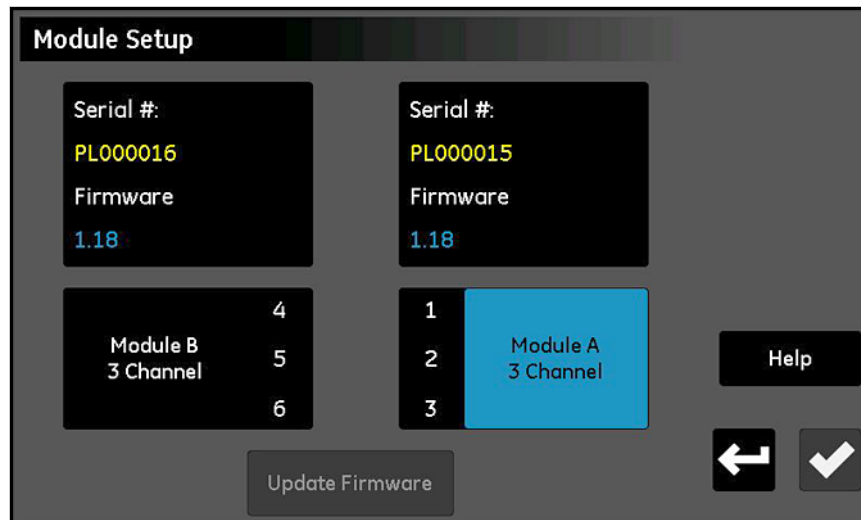 Module Setup
Serial #:
PL000016
Firmware
1.18
Serial #:
PL000015
Firmware
1.18
Module B
3 Channel
4
5
6
1
2
3
Module A
3 Channel
Help
Update Firmware